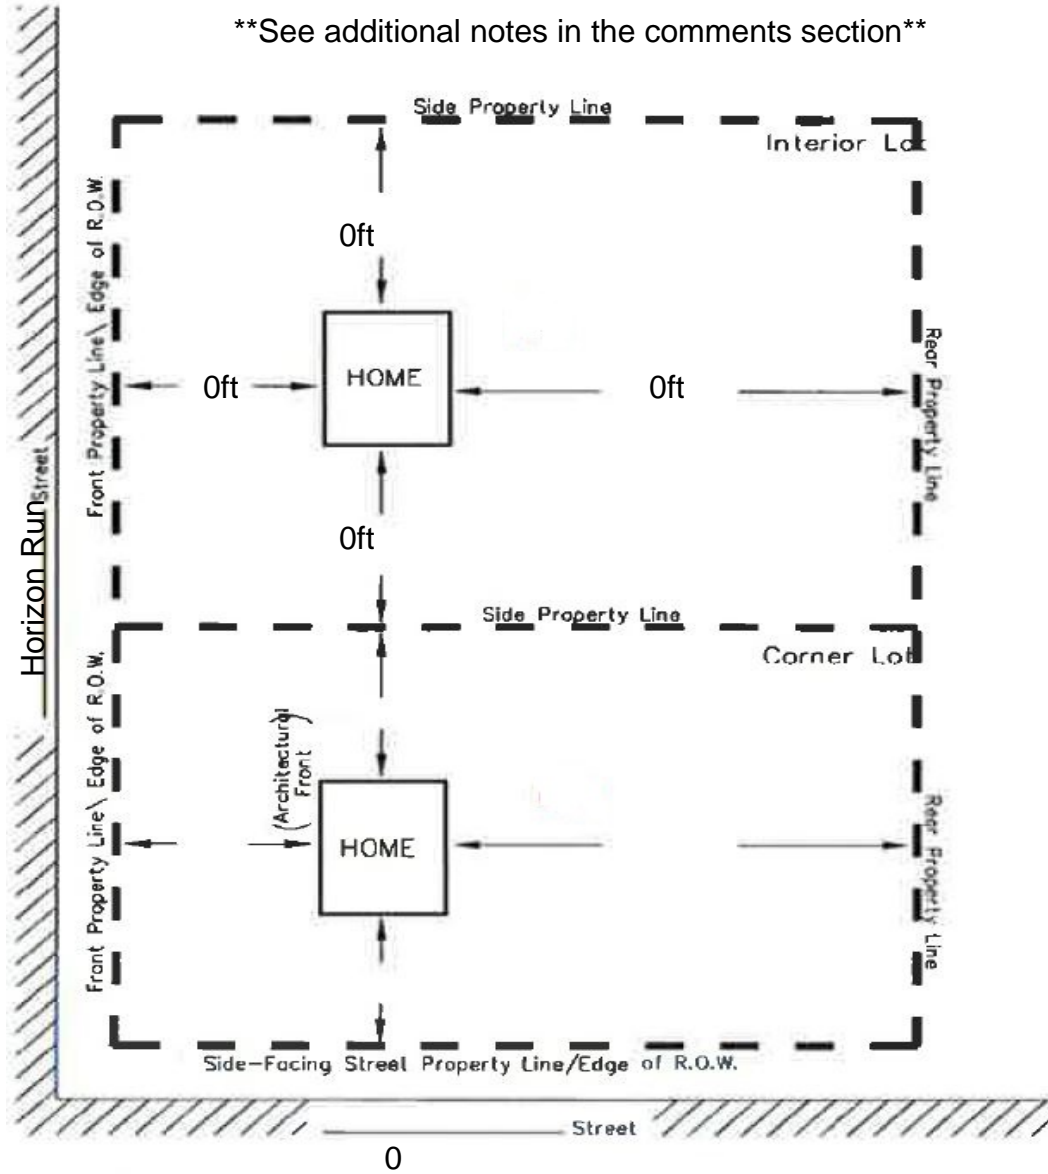 **See additional notes in the comments section**
Side Property Line
Interior Lot
Front Property Line\ Edge of R.O.W.
0ft
HOME
0ft
0ft
Rear Property Line
0ft
Horizon Run Street
Side Property Line
Corner Lot
Front Property Line\ Edge of R.O.W.
(Architectural
Front )
HOME
Rear Property Line
Side-Facing Street Property Line/Edge of R.O.W.
Street
0